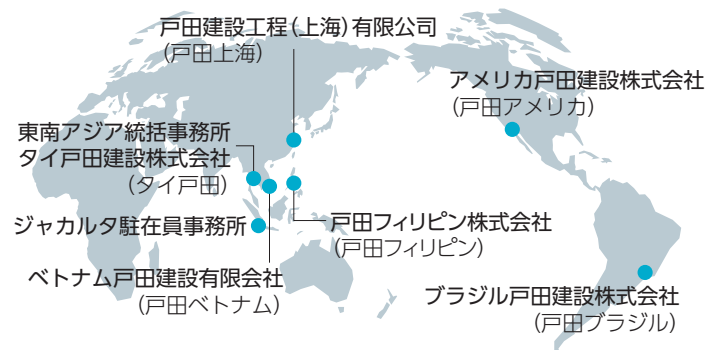 戸田建設工程（上海）有限公司
（戸田上海）
アメリカ戸田建設株式会社
（戸田アメリカ）
東南アジア統括事務所
タイ戸田建設株式会社
（タイ戸田）
ジャカルタ駐在員事務所
戸田フィリピン株式会社
（戸田フィリピン）
ベトナム戸田建設有限会社
（戸田ベトナム）
ブラジル戸田建設株式会社
（戸田ブラジル）